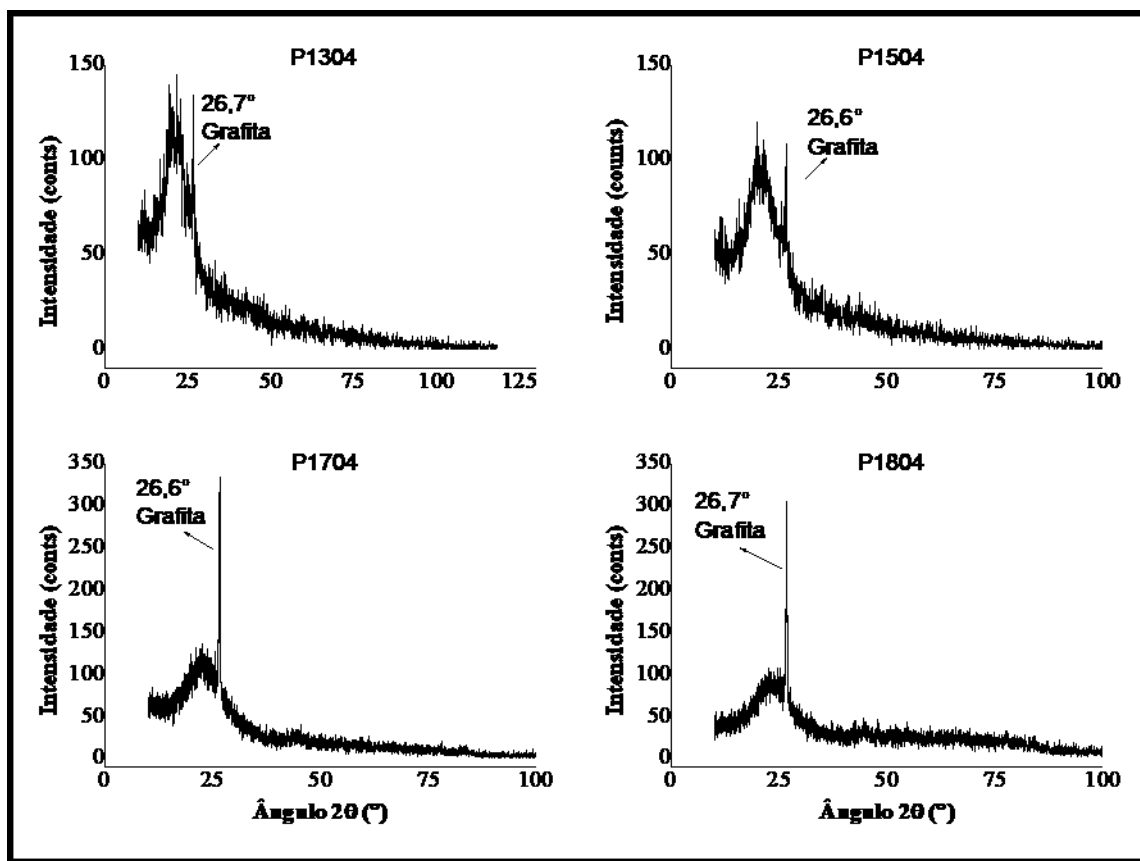 P1304
150
100
50
0
Intensidade (conts)
26,7°
Grafita
0 25 50 75 100 125
P1504
150
100
50
0
Intensidade (counts)
26,6°
Grafita
0 25 50 75 100
P1704
350
300
250
200
150
100
50
0
Intensidade (conts)
26,6°
Grafita
0 25 50 75 100
Ângulo 2θ (°)
P1804
350
300
250
200
150
100
50
0
Intensidade (conts)
26,7°
Grafita
0 25 50 75 100
Ângulo 2θ (°)